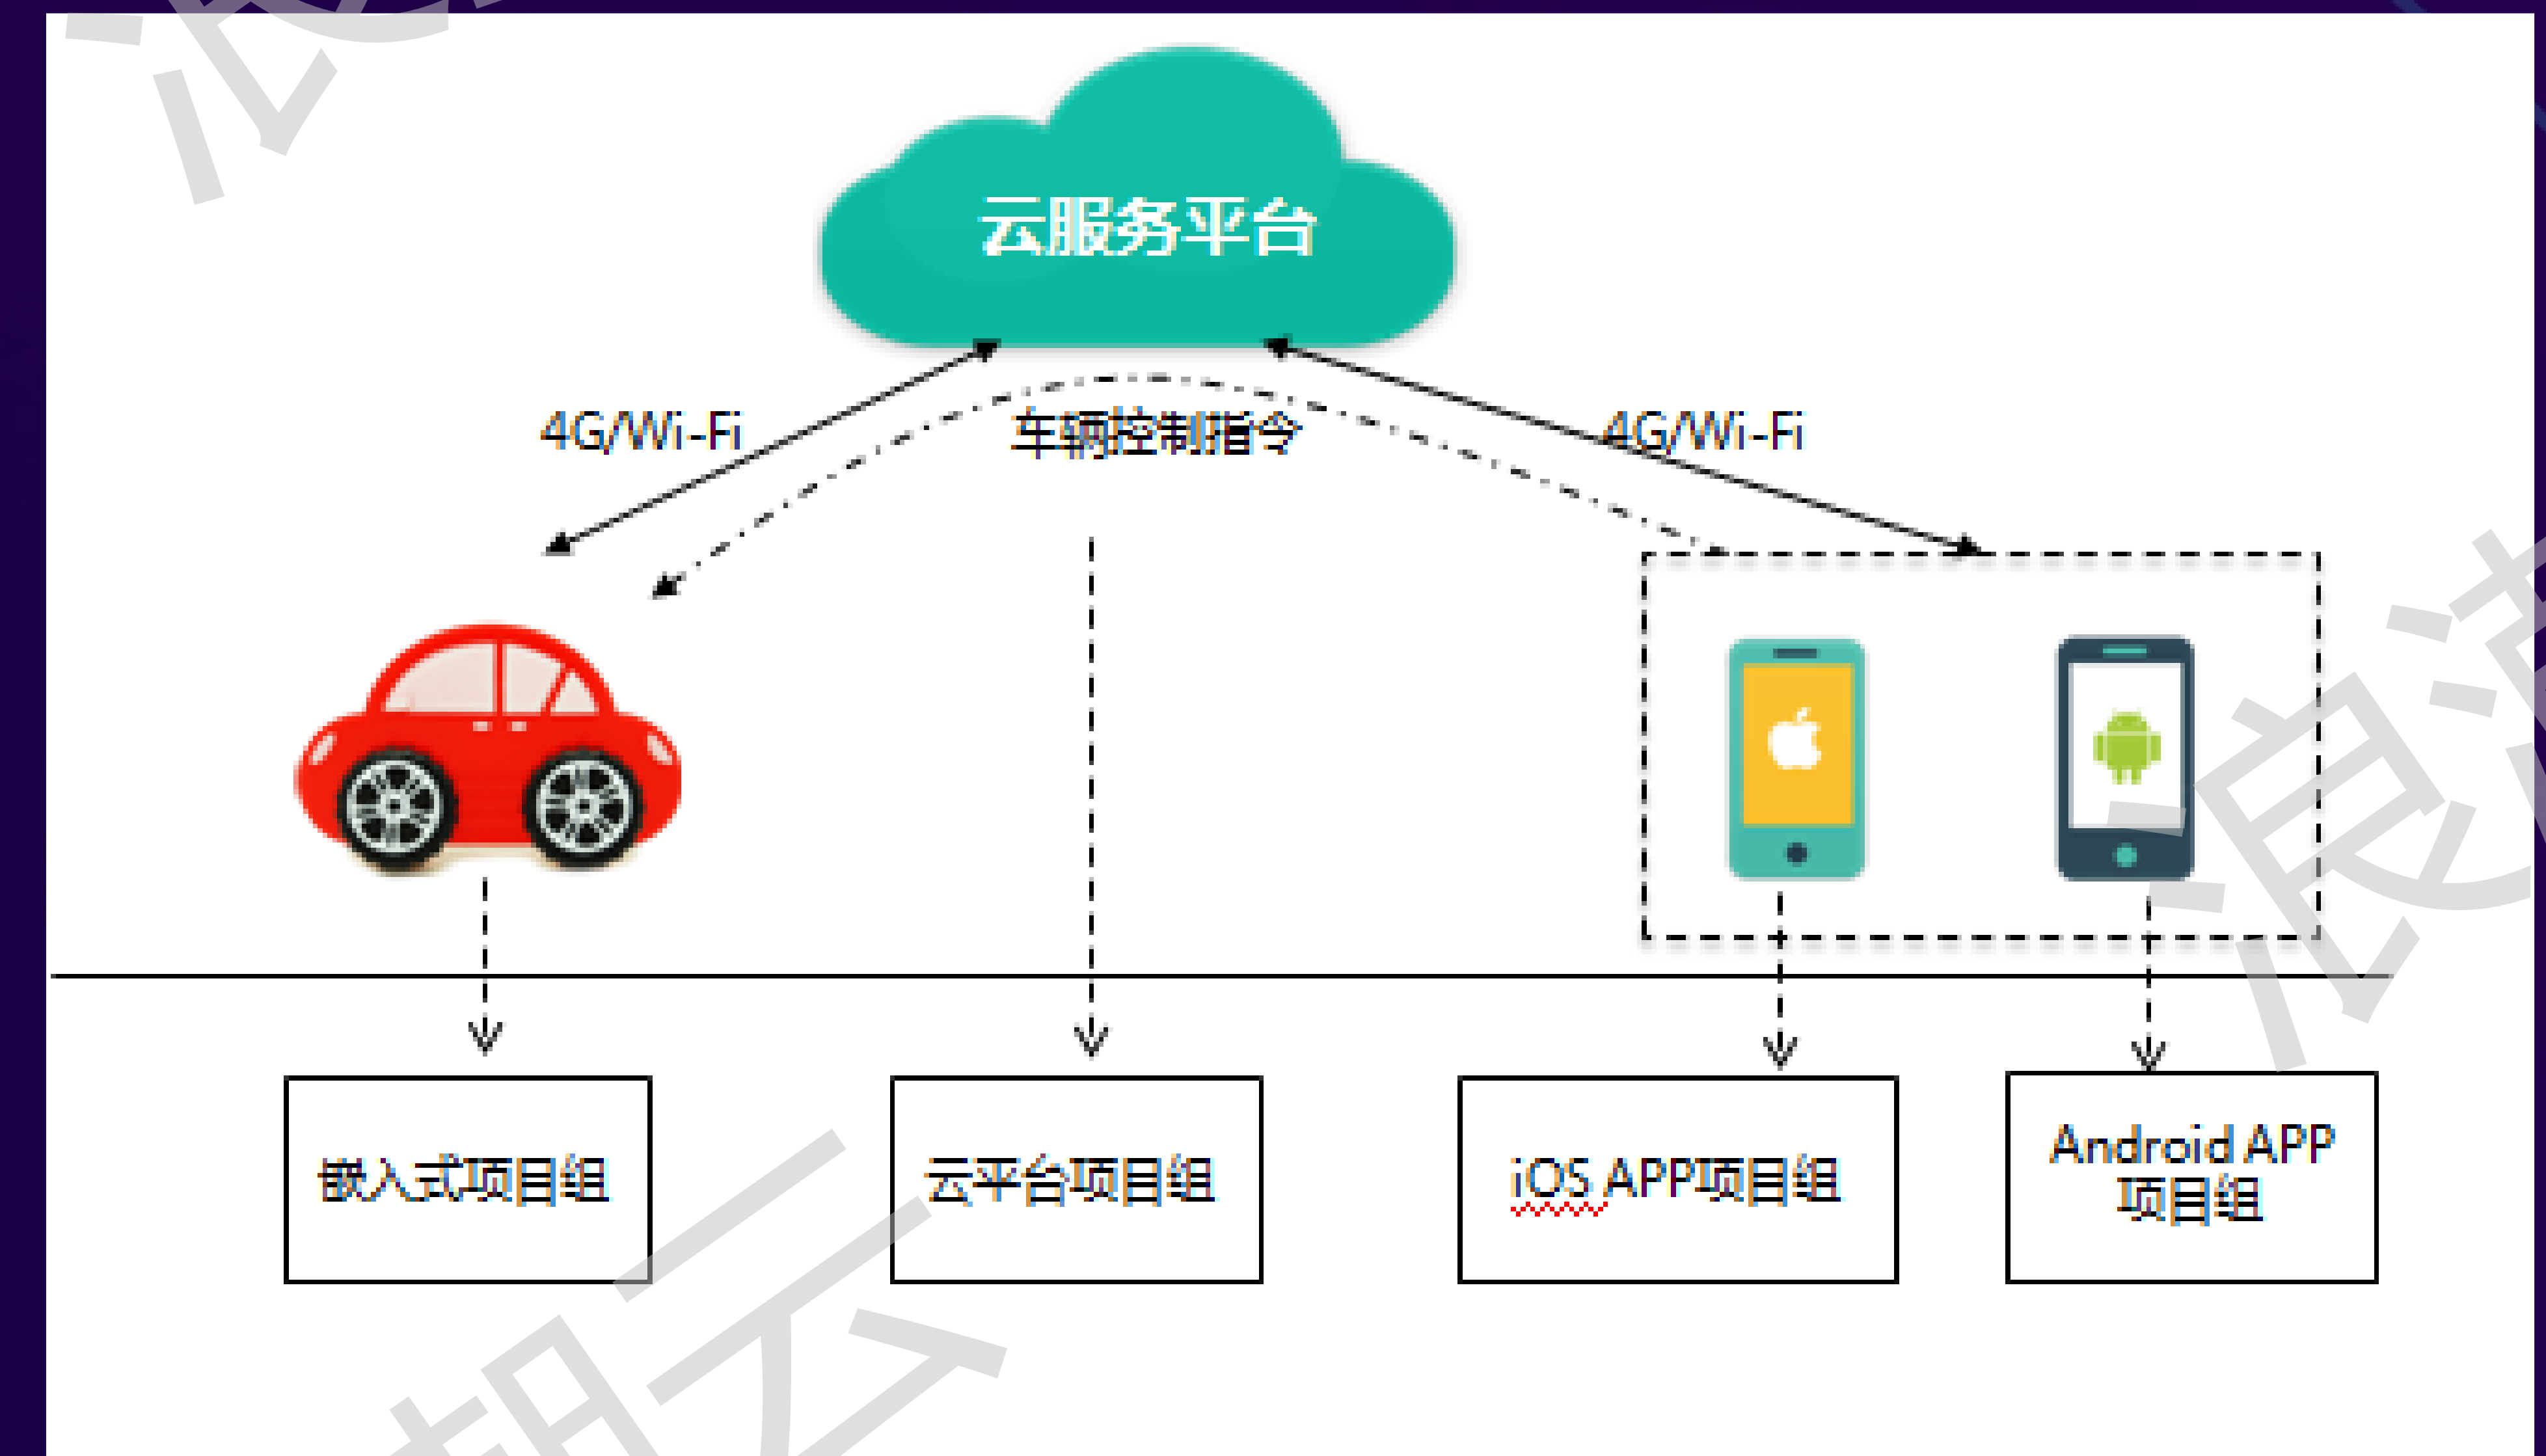 云服务平台
4G/Wi-Fi
车辆控制指令
4G/Wi-Fi
嵌入式项目组
云平台项目组
iOS APP项目组
Android APP
项目组